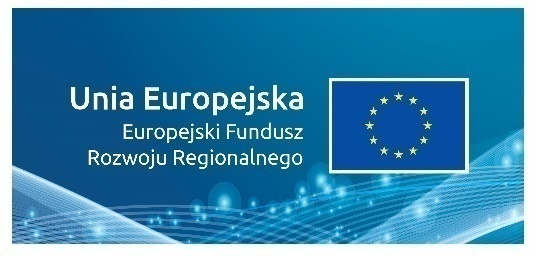 Unia Europejska
Europejski Fundusz
Rozwoju Regionalnego